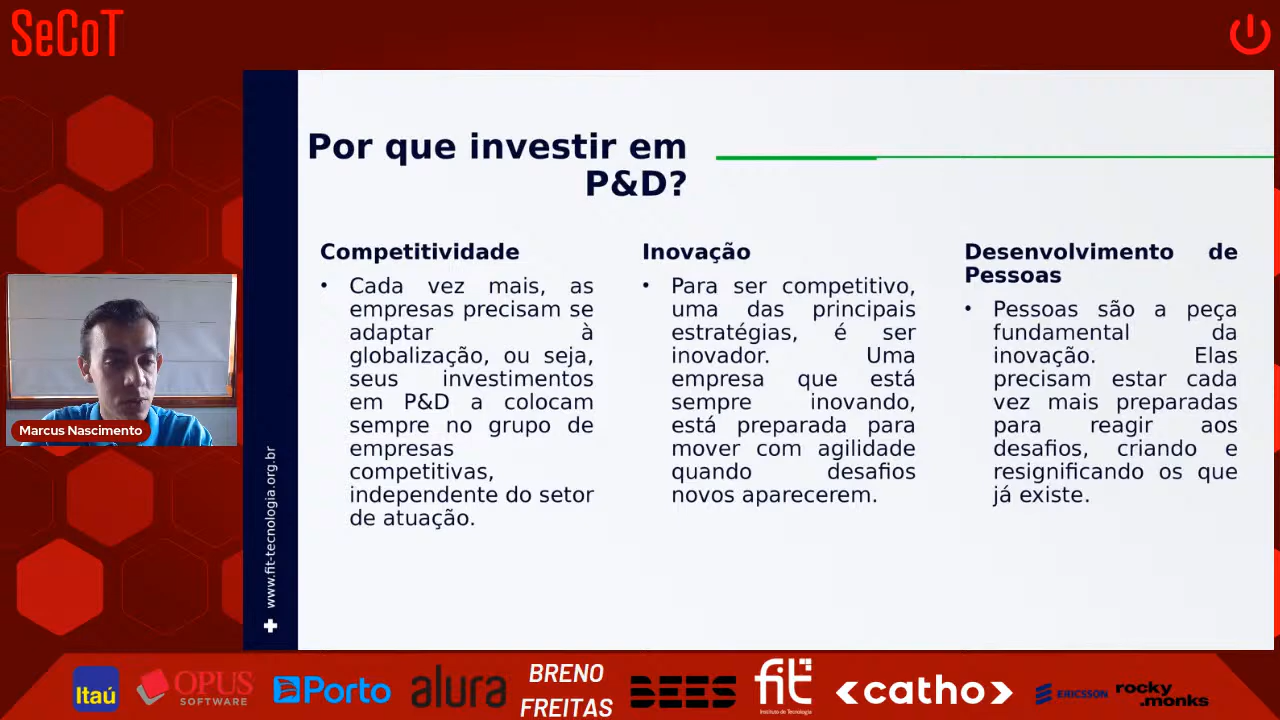 SeCoT
Por que investir em
P&D?
Competitividade
• Cada vez mais, as
empresas precisam se
adaptar à
globalização, ou seja,
seus investimentos
em P&D a colocam
sempre no grupo de
empresas
competitivas,
independente do setor
de atuação.
Inovação
• Para ser competitivo,
uma das principais
estratégias, é ser
inovador. Uma
empresa que está
sempre inovando,
está preparada para
mover com agilidade
quando desafios
novos aparecerem.
Desenvolvimento de
Pessoas
• Pessoas são a peça
fundamental da
inovação. Elas
precisam estar cada
vez mais preparadas
para reagir aos
desafios, criando e
resignificando os que
já existe.
Marcus Nascimento
www.fit-tecnologia.org.br
Itaú
OPUS
SOFTWARE
Porto
alura
BRENO
FREITAS
BEES
fit
Instituto de Tecnologia
catho
ERICSSON
rocky
.monks